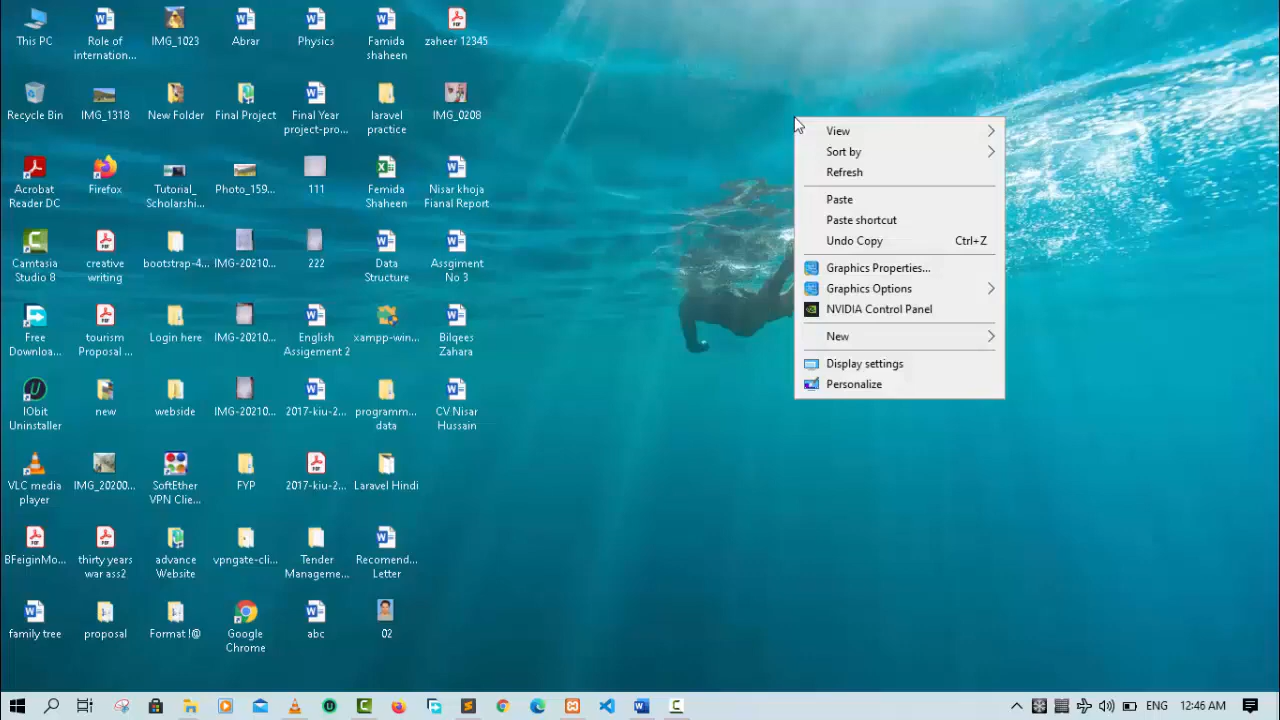 This PC
Role of
internation...
IMG_1023
Abrar
Physics
Famida
shaheen
zaheer 12345
Recycle Bin
IMG_1318
New Folder
Final Project
Final Year
project-pro...
laravel
practice
IMG_0208
Acrobat
Reader DC
Firefox
Tutorial_
Scholarshi...
Photo_159...
111
Femida
Shaheen
Nisar khoja
Fianal Report
Camtasia
Studio 8
creative
writing
bootstrap-4...
IMG-20210...
222
Data
Structure
Assgiment
No 3
Free
Downloa...
tourism
Proposal ...
Login here
IMG-20210...
English
Assigement 2
xampp-win...
Bilqees
Zahara
IObit
Uninstaller
new
webside
IMG-20210...
2017-kiu-2...
programm...
data
CV Nisar
Hussain
VLC media
player
IMG_20200...
SoftEther
VPN Clie...
FYP
2017-kiu-2...
Laravel Hindi
BFeiginMo...
thirty years
war ass2
advance
Website
vpngate-cli...
Tender
Manageme...
Recomend...
Letter
family tree
proposal
Format !@
Google
Chrome
abc
02
View
Sort by
Refresh
Paste
Paste shortcut
Undo Copy Ctrl+Z
Graphics Properties...
Graphics Options
NVIDIA Control Panel
New
Display settings
Personalize
ENG 12:46 AM